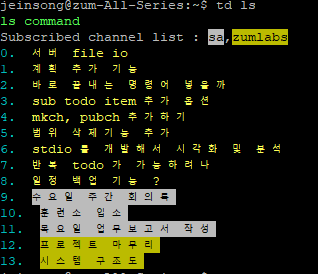 jeinsong@zum-All-Series:~$ td ls
ls command
Subscribed channel list : sa,zumlabs
0. 서버 file io
1. 계획 추가 기능
2. 바로 끝내는 명령어 넣을까
3. sub todo item 추가 옵션
4. mkch, pubch 추가하기
5. 범위 삭제기능 추가
6. stdio를 개발해서 시각화 및 분석
7. 반복 todo가 가능하려나
8. 일정 백업 기능 ?
9. 수요일 주간 회의록
10. 훈련소 입소
11. 목요일 업무보고서 작성
12. 프로젝트 마무리
13. 시스템 구조도